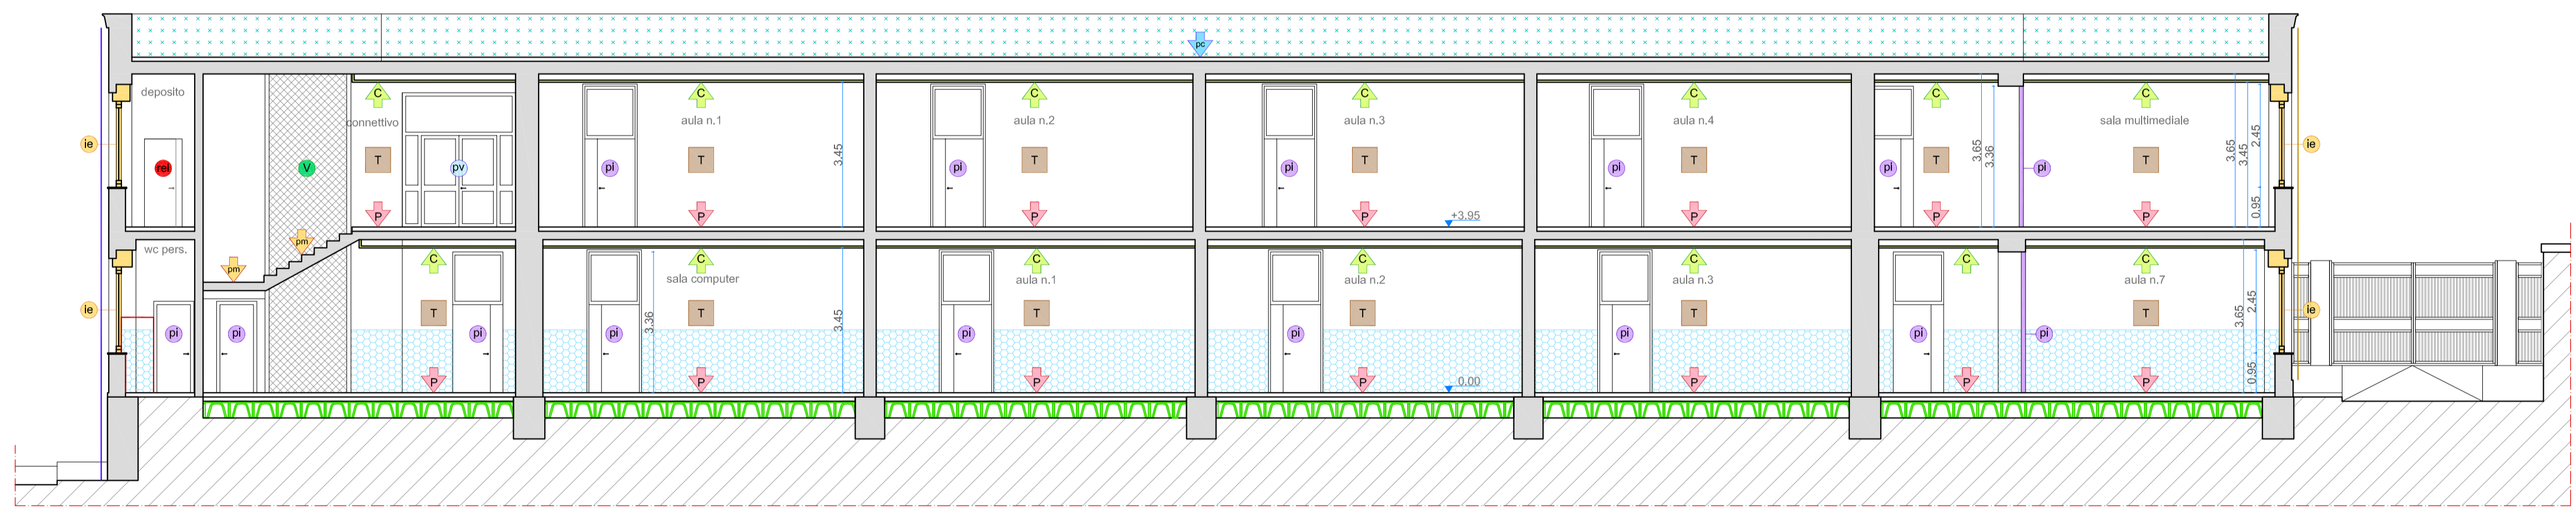 pc
deposito
C
C
C
C
C
C
C
connettivo
aula n.1
aula n.2
aula n.3
aula n.4
sala multimediale
ie
rei
V
T
pv
pi
T
3.45
pi
T
pi
T
pi
T
pi
T
3.65
3.36
pi
T
3.65
3.45
2.45
0.95
ie
P
P
P
P
+3.95
P
P
P
wc pers.
pm
pm
C
C
C
C
C
C
C
sala computer
aula n.1
aula n.2
aula n.3
aula n.7
ie
pi
pi
T
pi
pi
3.36
T
3.45
pi
T
pi
T
pi
T
pi
pi
T
3.65
2.45
0.95
ie
P
P
P
P
0.00
P
P
P